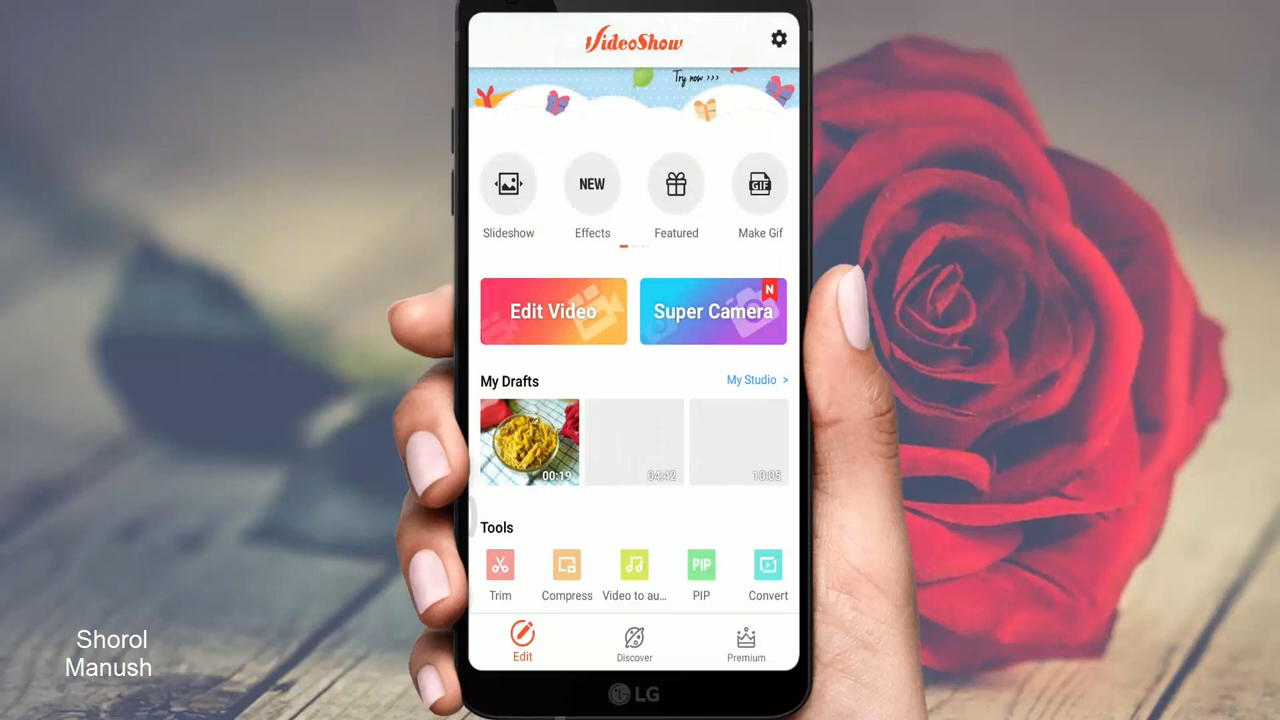 VideoShow
Try now >>>
NEW
GIF
Slideshow
Effects
Featured
Make Gif
N
Edit Video
Super Camera
My Drafts
My Studio >
00:19
04:42
10:05
Tools
PIP
Trim
Compress
Video to au...
PIP
Convert
Edit
Discover
Premium
LG
Shorol
Manush